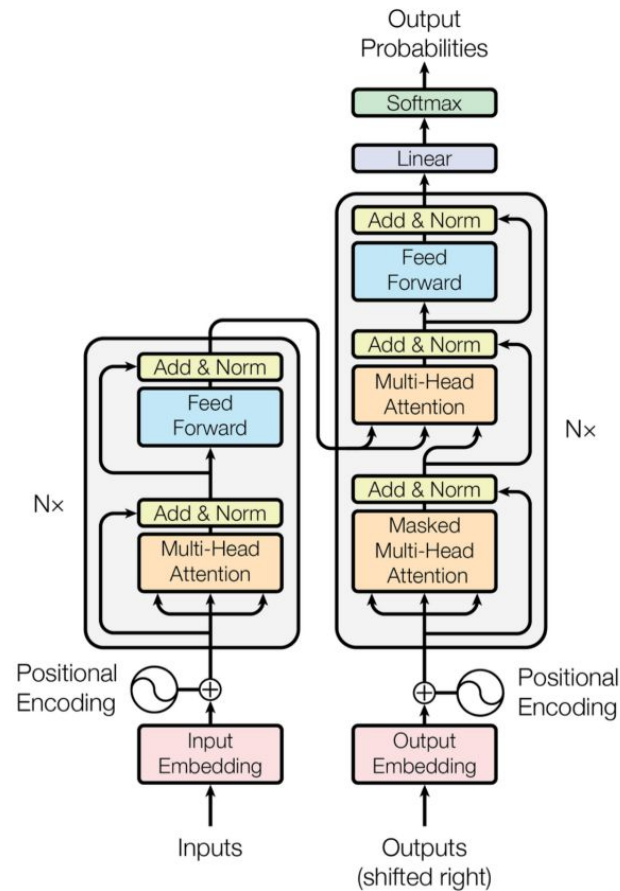 Output
Probabilities
Softmax
Linear
Add & Norm
Feed
Forward
Add & Norm
Multi-Head
Attention
Add & Norm
Masked
Multi-Head
Attention
N×
Add & Norm
Feed
Forward
Add & Norm
Multi-Head
Attention
N×
Positional
Encoding
Positional
Encoding
Input
Embedding
Output
Embedding
Inputs
Outputs
(shifted right)